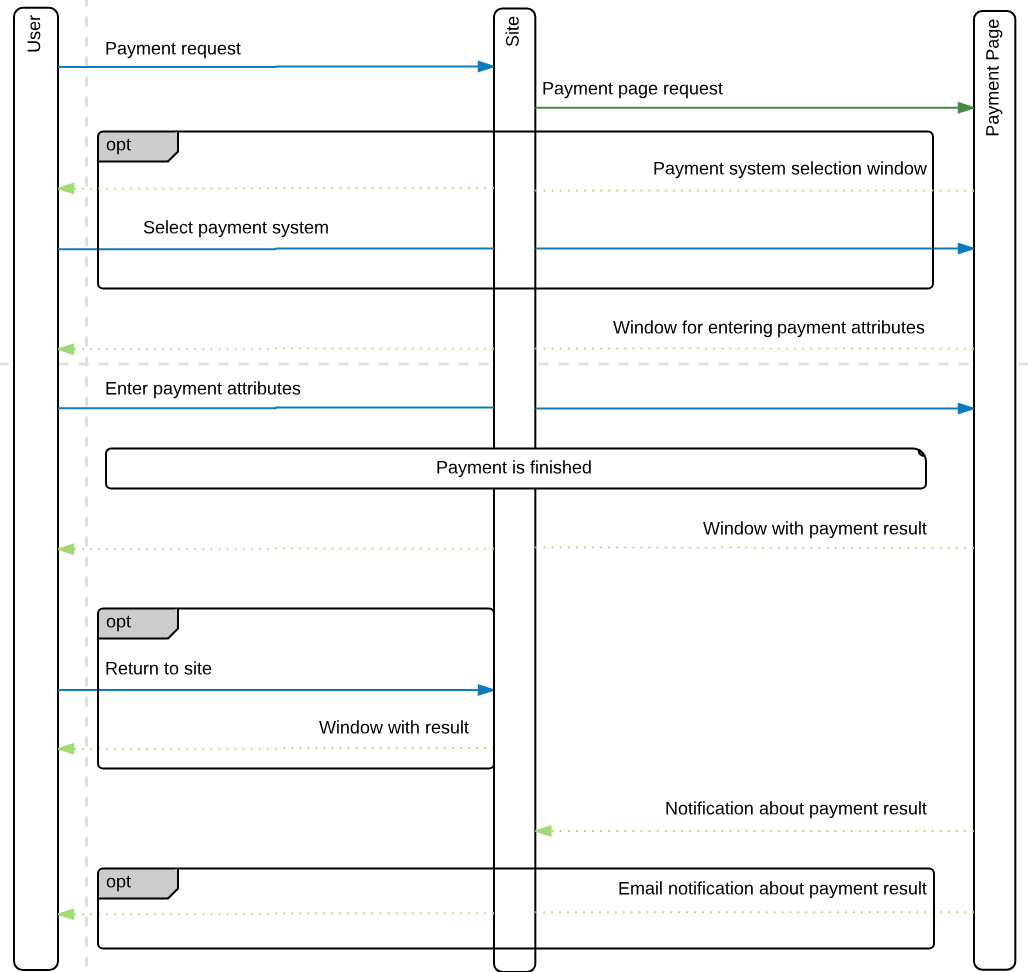 User
Site
Payment Page
Payment request
Payment page request
opt
Payment system selection window
Select payment system
Window for entering payment attributes
Enter payment attributes
Payment is finished
Window with payment result
opt
Return to site
Window with result
Notification about payment result
opt
Email notification about payment result